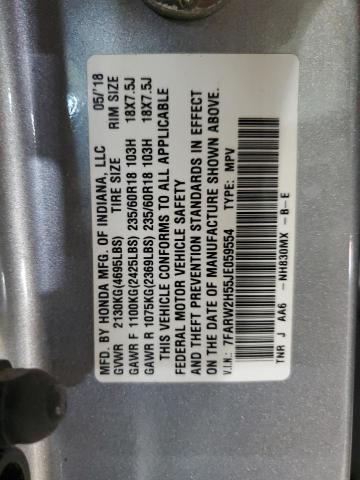 MFD. BY HONDA MFG. OF INDIANA, LLC 05/'18
GVWR 2130KG(4695LBS) TIRE SIZE RIM SIZE
GAWR F 1100KG(2425LBS) 235/60R18 103H 18X7.5J
GAWR R 1075KG(2369LBS) 235/60R18 103H 18X7.5J
THIS VEHICLE CONFORMS TO ALL APPLICABLE
FEDERAL MOTOR VEHICLE SAFETY
AND THEFT PREVENTION STANDARDS IN EFFECT
ON THE DATE OF MANUFACTURE SHOWN ABOVE.
V.I.N.: 7FARW2H55JE059554 TYPE: MPV
TNR J AA6 -NH830MX -B-E